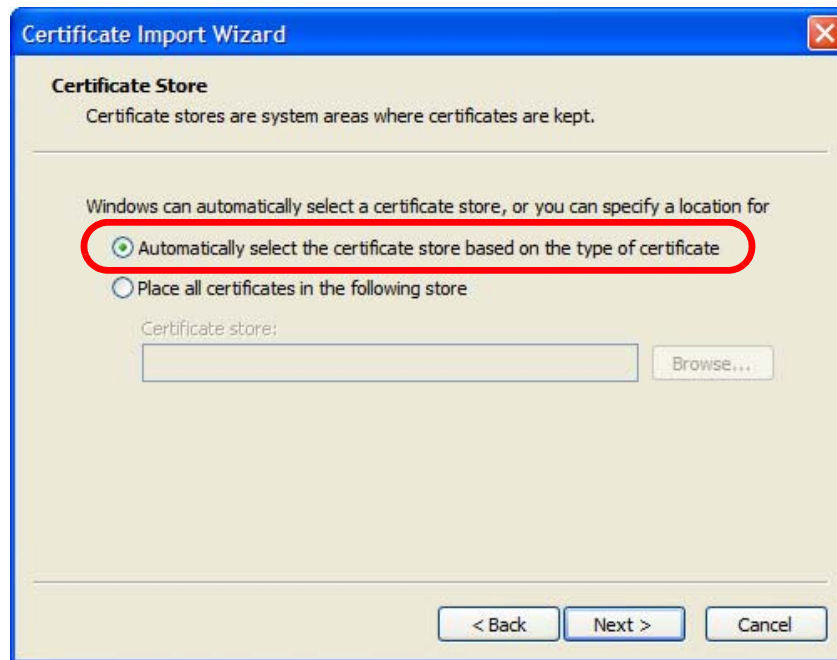 Certificate Import Wizard
Certificate Store
Certificate stores are system areas where certificates are kept.
Windows can automatically select a certificate store, or you can specify a location for
Automatically select the certificate store based on the type of certificate
Place all certificates in the following store
Certificate store:
Browse...
< Back Next > Cancel